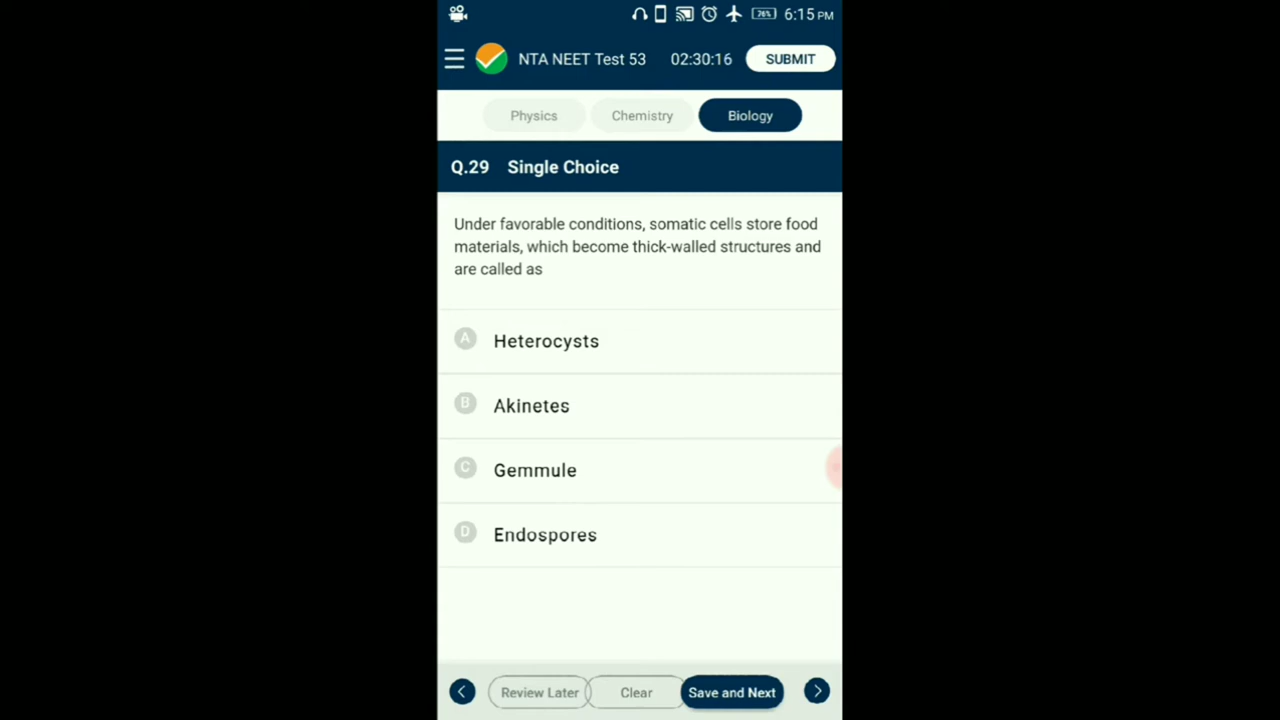 26% 6:15 PM
NTA NEET Test 53 02:30:16 SUBMIT
Physics Chemistry Biology
Q.29 Single Choice
Under favorable conditions, somatic cells store food
materials, which become thick-walled structures and
are called as
A Heterocysts
B Akinetes
C Gemmule
D Endospores
Review Later Clear Save and Next